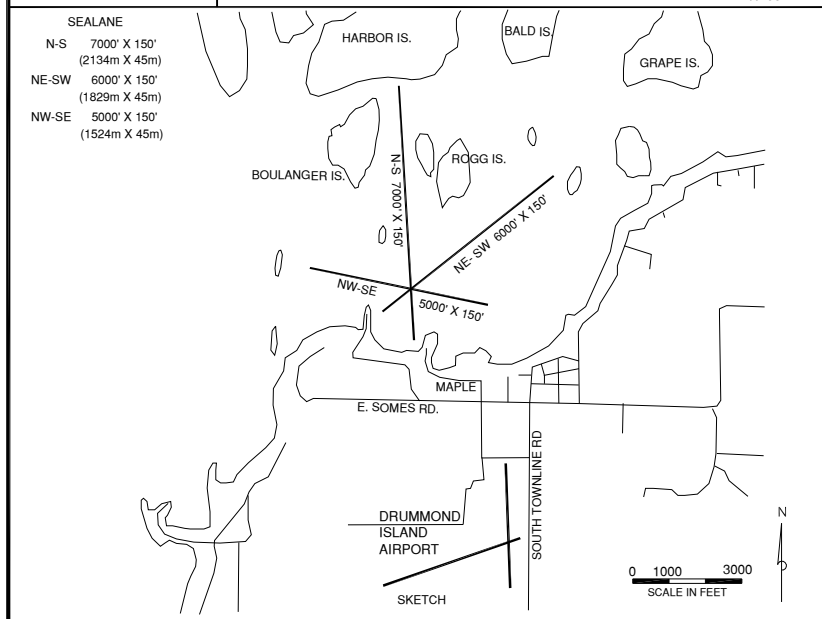 SEALANE
N-S 7000' X 150'
(2134m X 45m)
NE-SW 6000' X 150'
(1829m X 45m)
NW-SE 5000' X 150'
(1524m X 45m)
HARBOR IS.
BALD IS.
GRAPE IS.
BOULANGER IS.
ROGG IS.
N-S 7000' X 150'
NE- SW 6000' X 150'
NW-SE 5000' X 150'
MAPLE
E. SOMES RD.
SOUTH TOWNLINE RD
DRUMMOND
ISLAND
AIRPORT
SKETCH
N
0 1000 3000
SCALE IN FEET